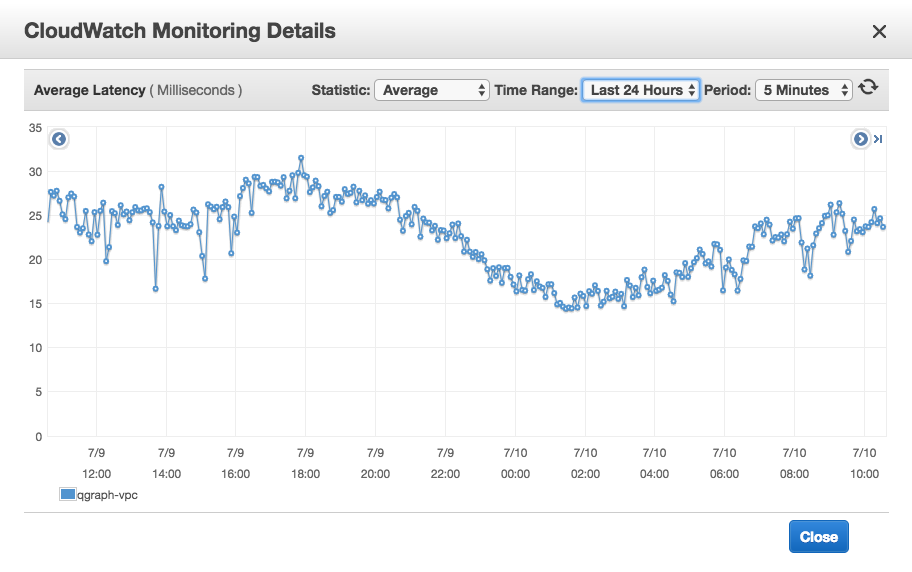 CloudWatch Monitoring Details
Average Latency ( Milliseconds ) Statistic: Average Time Range: Last 24 Hours Period: 5 Minutes
35
30
25
20
15
10
5
0
7/9 7/9 7/9 7/9 7/9 7/9 7/10 7/10 7/10 7/10 7/10 7/10
12:00 14:00 16:00 18:00 20:00 22:00 00:00 02:00 04:00 06:00 08:00 10:00
qgraph-vpc
Close